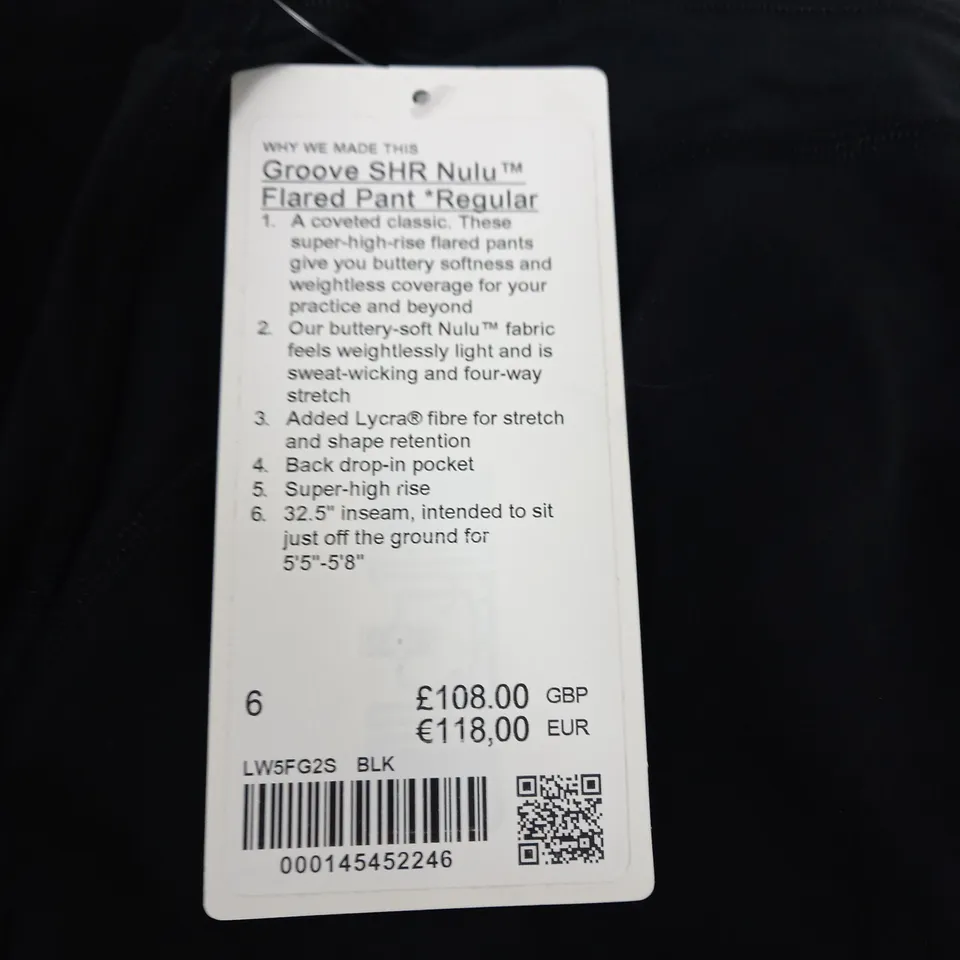 WHY WE MADE THIS
Groove SHR Nulu™
Flared Pant *Regular
1. A coveted classic. These
super-high-rise flared pants
give you buttery softness and
weightless coverage for your
practice and beyond
2. Our buttery-soft Nulu™ fabric
feels weightlessly light and is
sweat-wicking and four-way
stretch
3. Added Lycra® fibre for stretch
and shape retention
4. Back drop-in pocket
5. Super-high rise
6. 32.5" inseam, intended to sit
just off the ground for
5'5"-5'8"
6 £108.00 GBP
€118,00 EUR
LW5FG2S BLK
000145452246